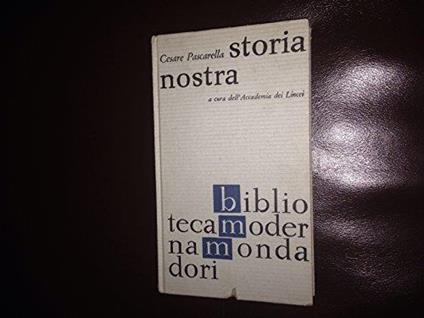 Cesare Pascarella storia
nostra
a cura dell'Accademia dei Lincei
biblio
tecamoder
namonda
dori